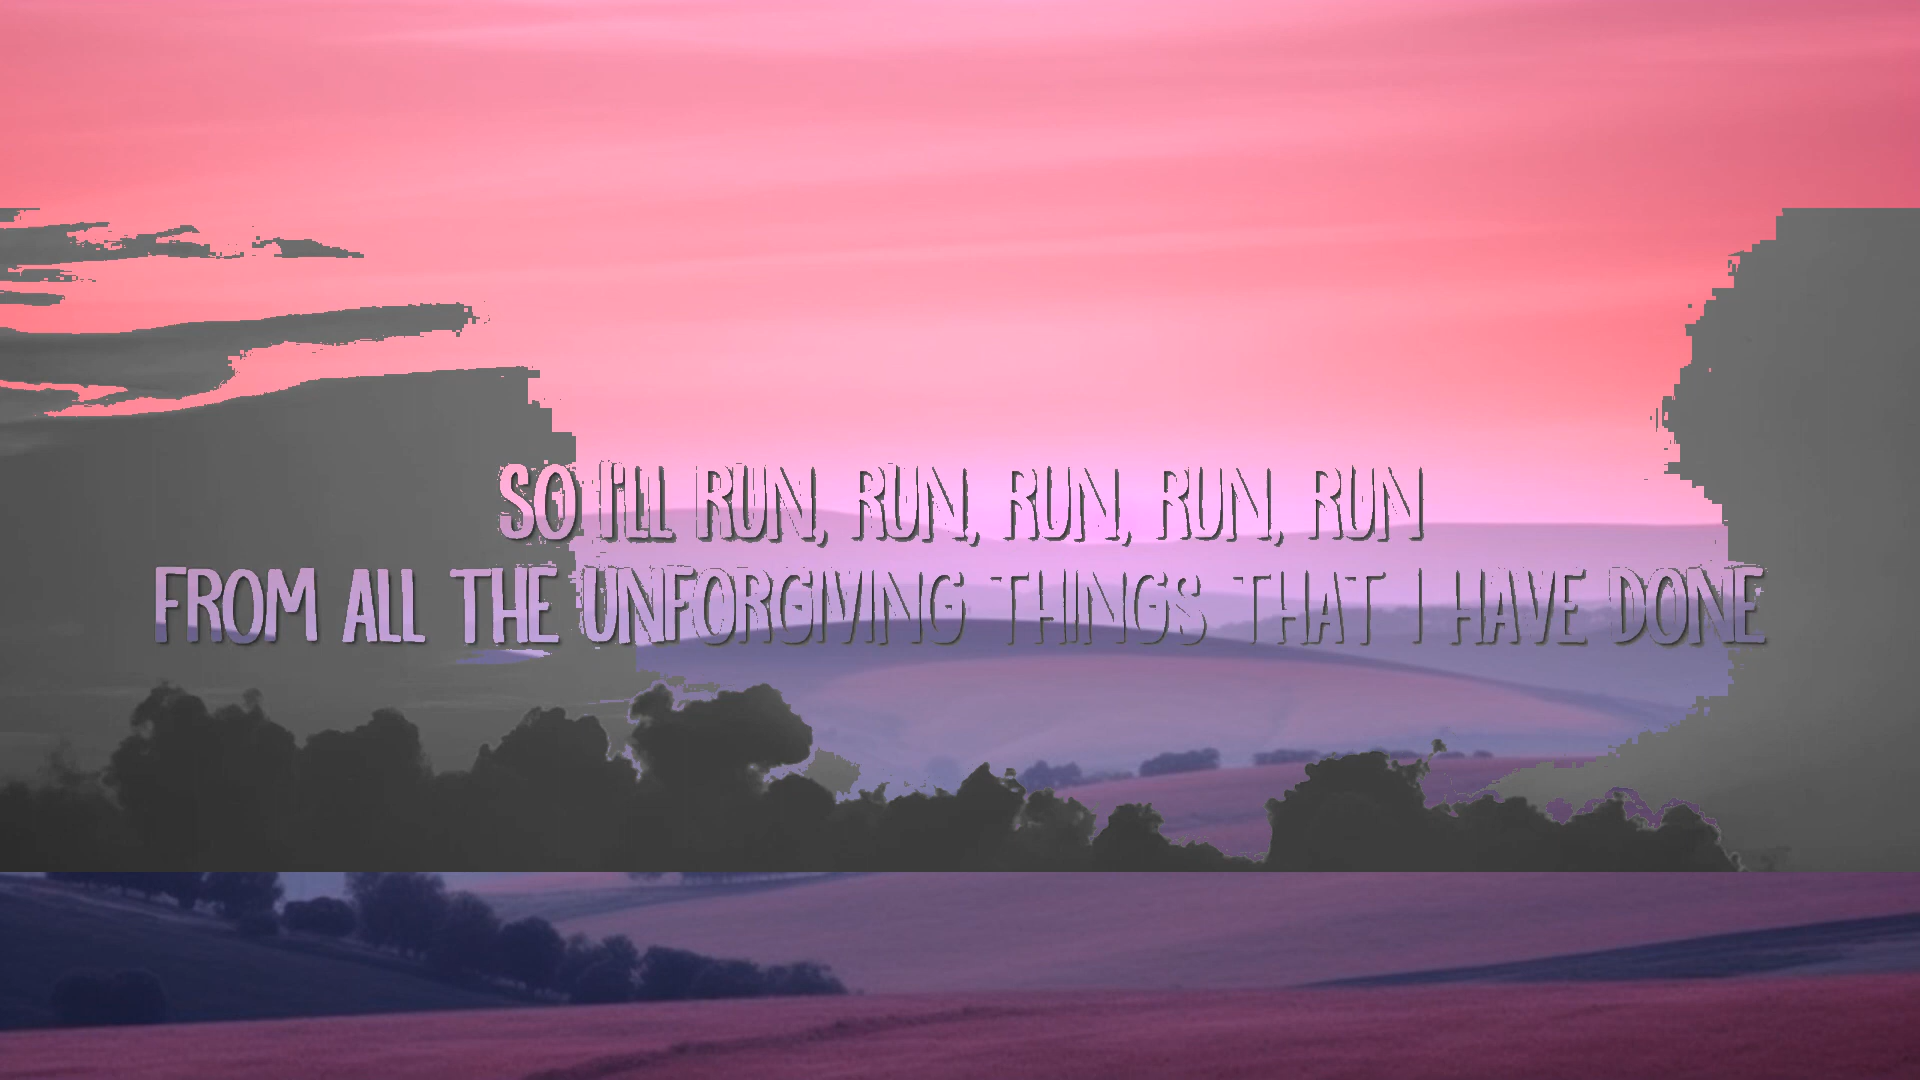 SO I'LL RUN, RUN, RUN, RUN, RUN
FROM ALL THE UNFORGIVING THINGS THAT I HAVE DONE